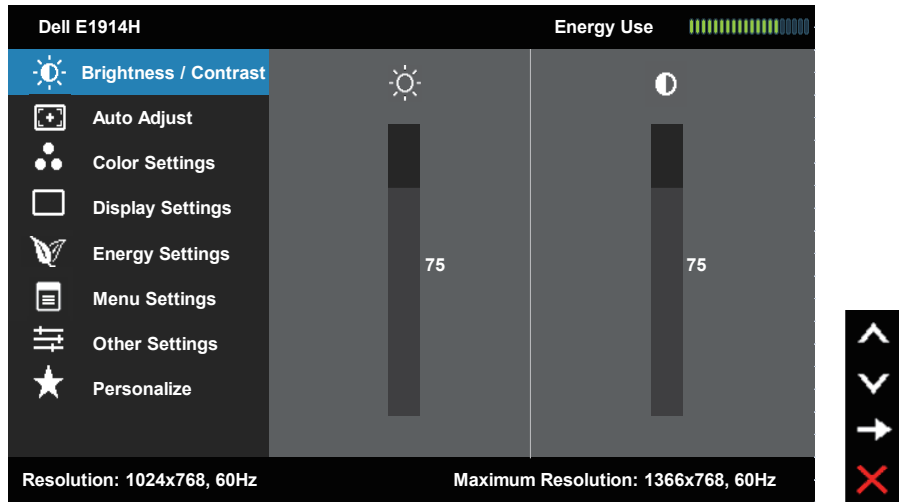 Dell E1914H
Energy Use
Brightness / Contrast
Auto Adjust
Color Settings
Display Settings
Energy Settings
Menu Settings
Other Settings
Personalize
75
75
Resolution: 1024x768, 60Hz
Maximum Resolution: 1366x768, 60Hz